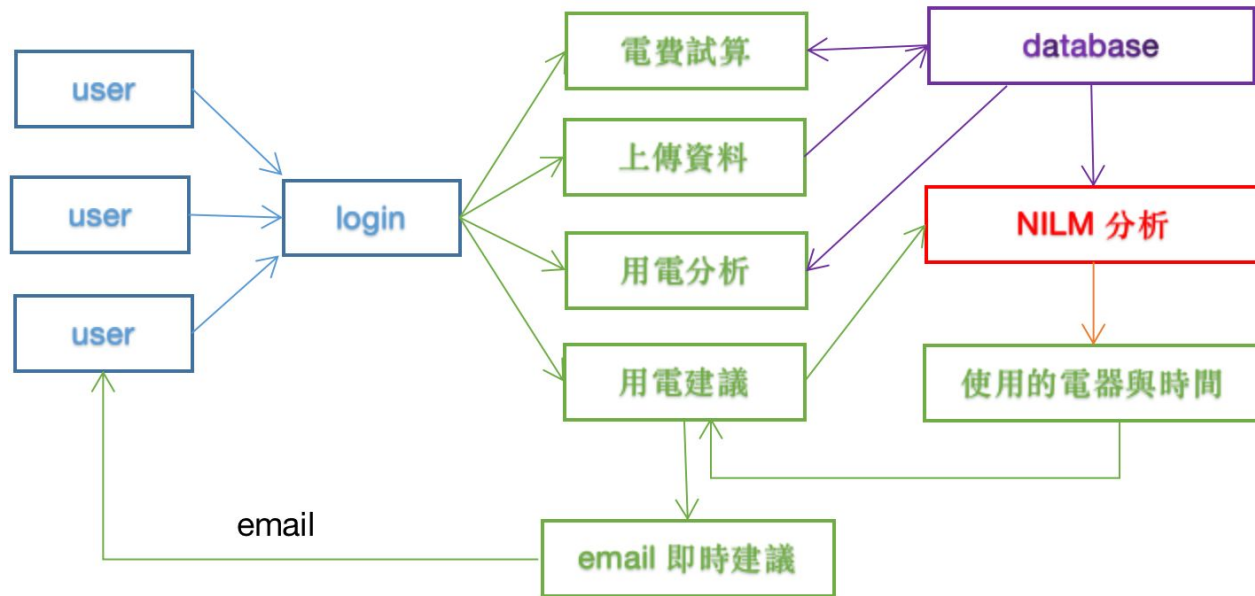 電費試算
database
user
上傳資料
user
login
NILM 分析
用電分析
user
用電建議
使用的電器與時間
email
email 即時建議